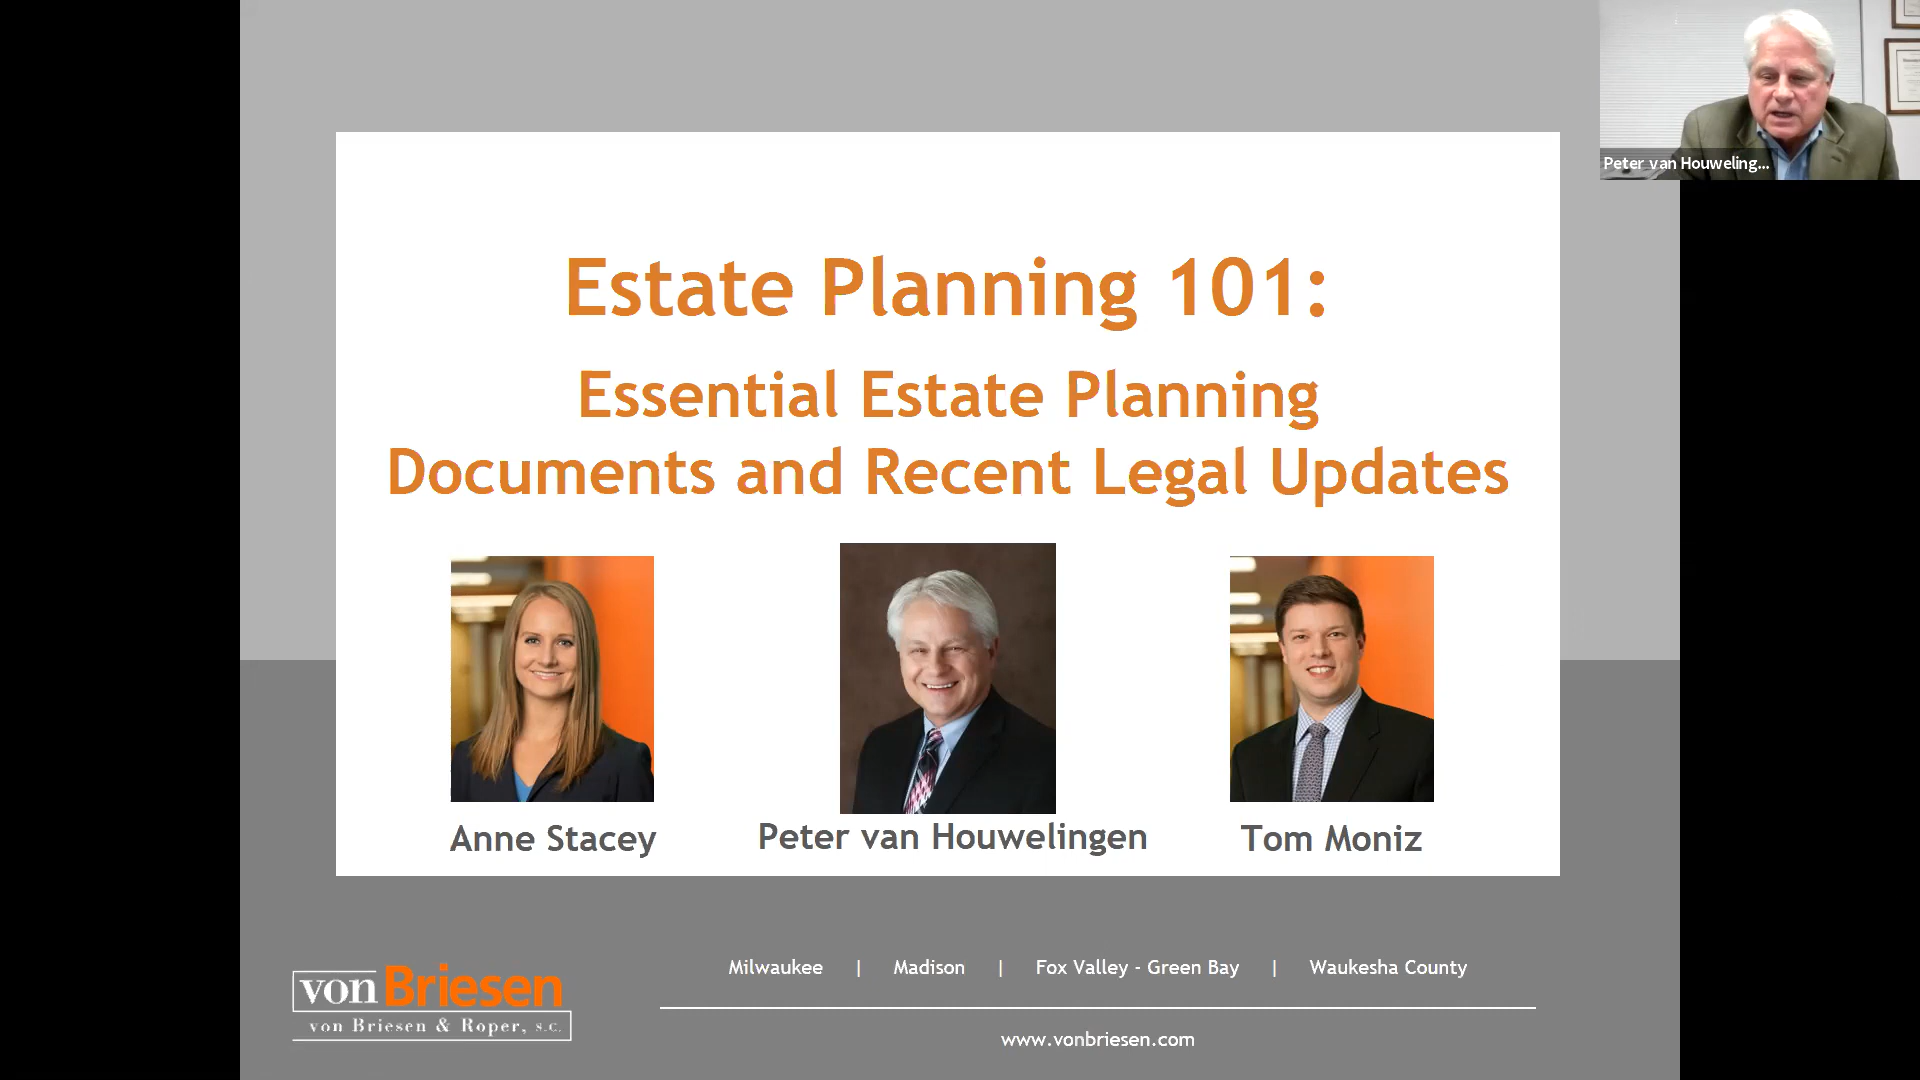 Peter van Houweling...
Estate Planning 101:
Essential Estate Planning
Documents and Recent Legal Updates
Anne Stacey
Peter van Houwelingen
Tom Moniz
von Briesen
von Briesen & Roper, s.c.
Milwaukee | Madison | Fox Valley - Green Bay | Waukesha County
www.vonbriesen.com